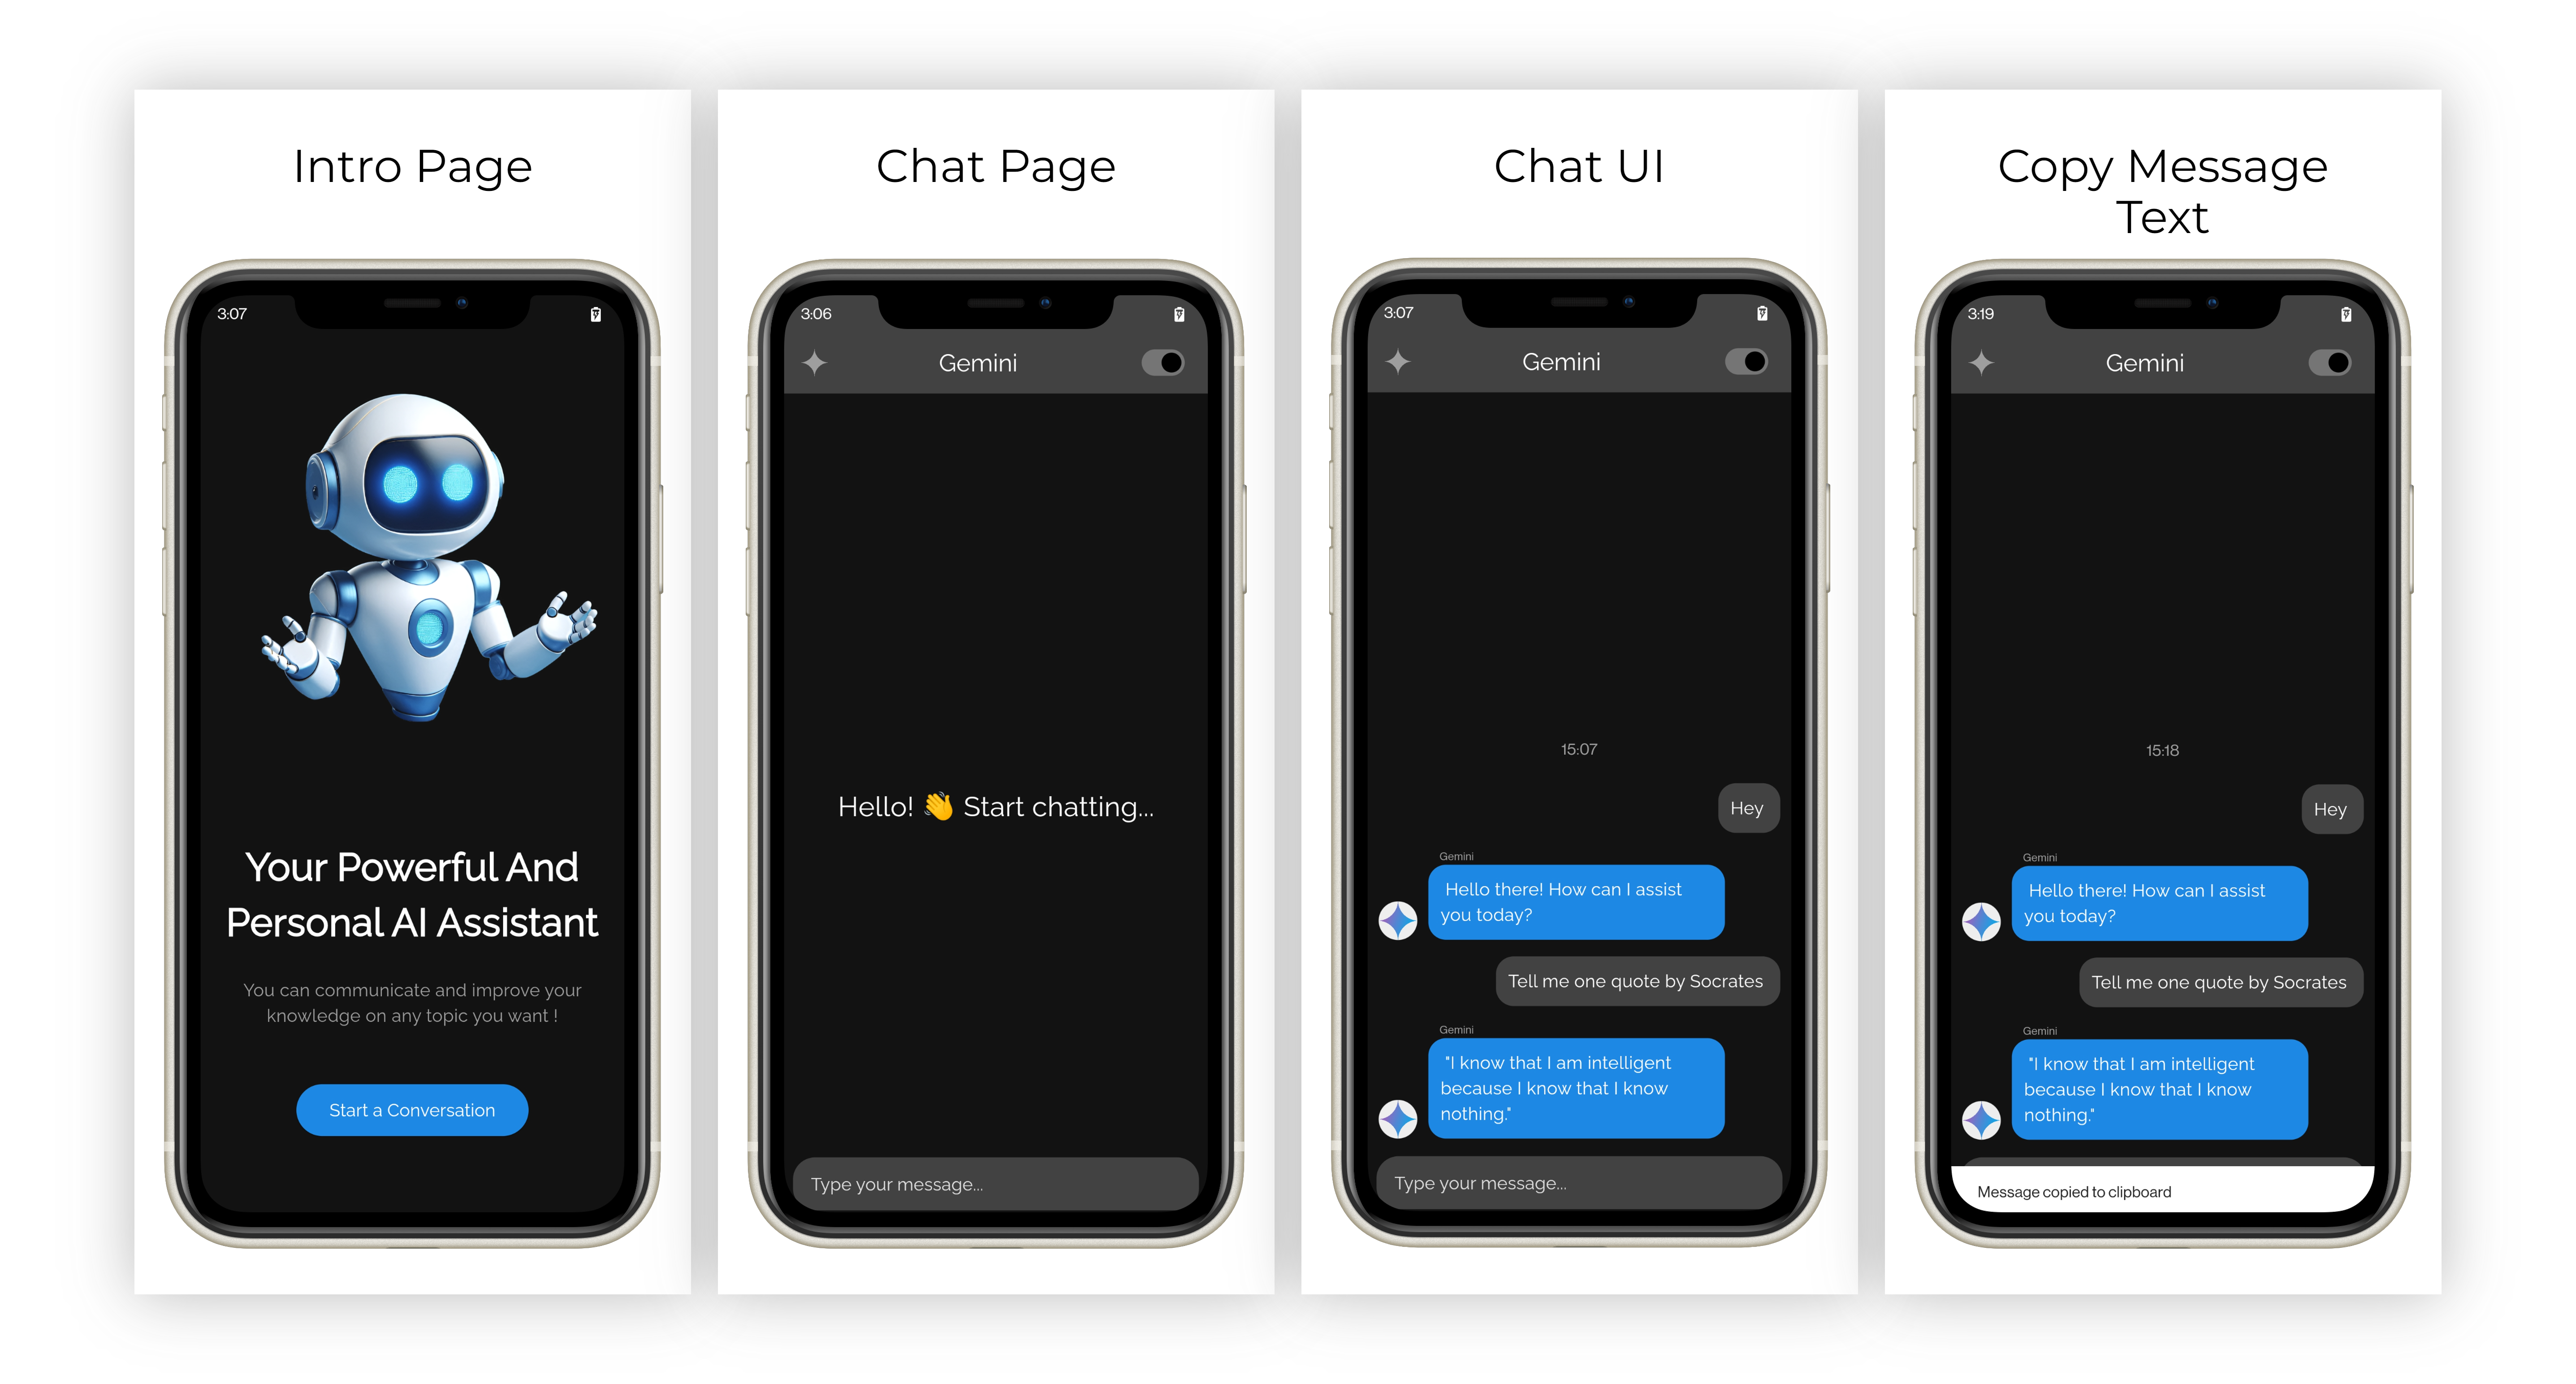 Intro Page
3:07
Your Powerful And
Personal AI Assistant
You can communicate and improve your
knowledge on any topic you want !
Start a Conversation
Chat Page
3:06
Gemini
Hello! 👋 Start chatting...
Type your message...
Chat UI
3:07
Gemini
15:07
Hey
Gemini
Hello there! How can I assist
you today?
Tell me one quote by Socrates
Gemini
"I know that I am intelligent
because I know that I know
nothing."
Type your message...
Copy Message
Text
3:19
Gemini
15:18
Hey
Gemini
Hello there! How can I assist
you today?
Tell me one quote by Socrates
Gemini
"I know that I am intelligent
because I know that I know
nothing."
Message copied to clipboard